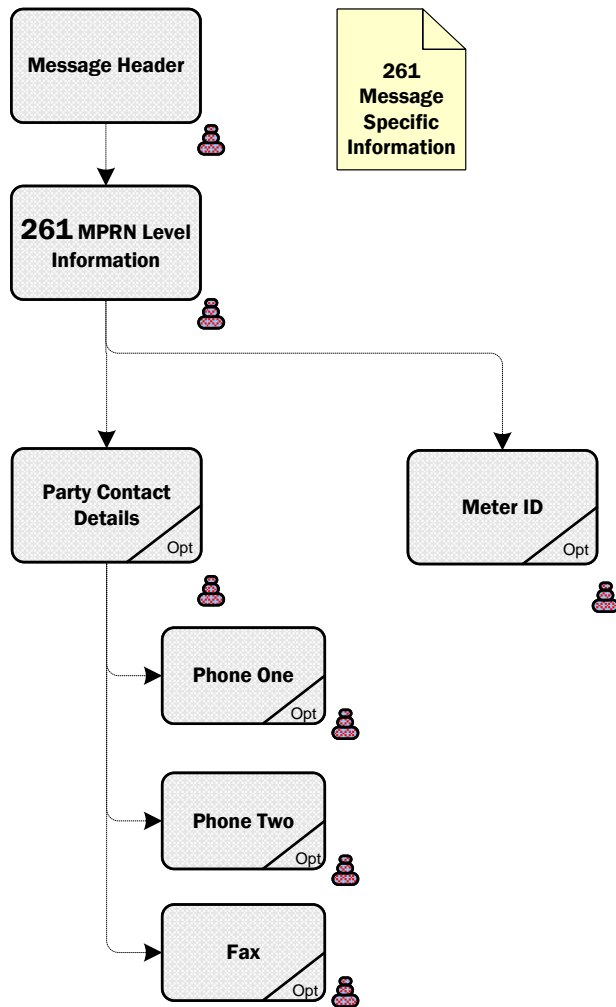 Message Header
261
Message
Specific
Information
261 MPRN Level
Information
Party Contact
Details
Opt
Meter ID
Opt
Phone One
Opt
Phone Two
Opt
Fax
Opt